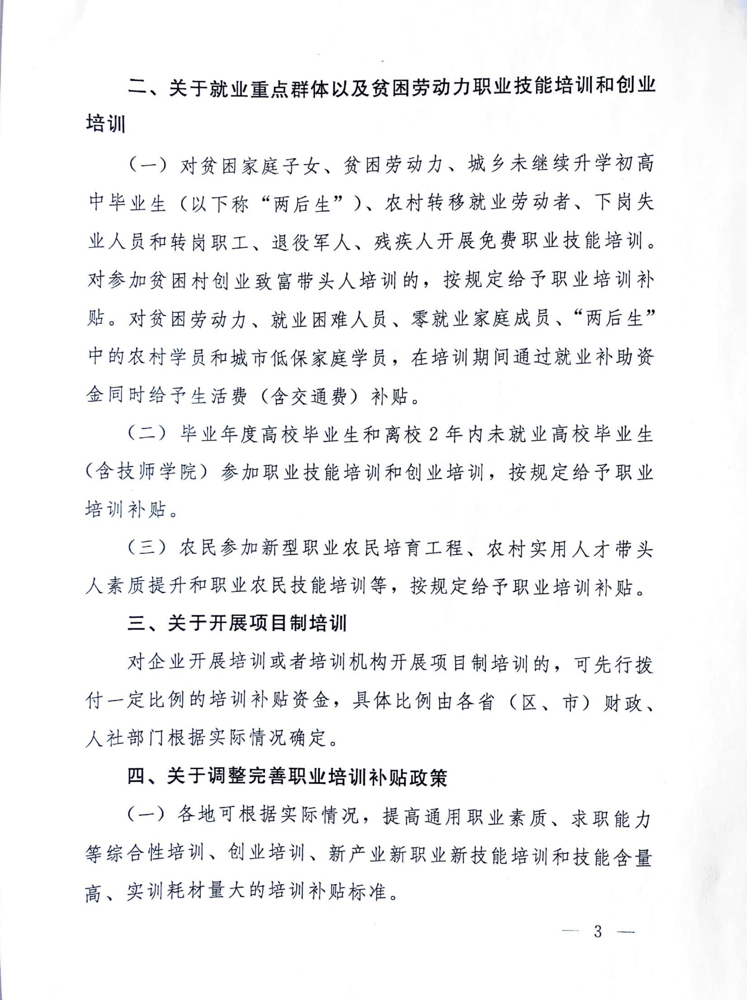 二、关于就业重点群体以及贫困劳动力职业技能培训和创业
培训
（一）对贫困家庭子女、贫困劳动力、城乡未继续升学初高
中毕业生（以下称“两后生”）、农村转移就业劳动者、下岗失
业人员和转岗职工、退役军人、残疾人开展免费职业技能培训。
对参加贫困村创业致富带头人培训的，按规定给予职业培训补
贴。对贫困劳动力、就业困难人员、零就业家庭成员、“两后生”
中的农村学员和城市低保家庭学员，在培训期间通过就业补助资
金同时给予生活费（含交通费）补贴。
（二）毕业年度高校毕业生和离校2年内未就业高校毕业生
（含技师学院）参加职业技能培训和创业培训，按规定给予职业
培训补贴。
（三）农民参加新型职业农民培育工程、农村实用人才带头
人素质提升和职业农民技能培训等，按规定给予职业培训补贴。
三、关于开展项目制培训
对企业开展培训或者培训机构开展项目制培训的，可先行拨
付一定比例的培训补贴资金，具体比例由各省（区、市）财政、
人社部门根据实际情况确定。
四、关于调整完善职业培训补贴政策
（一）各地可根据实际情况，提高通用职业素质、求职能力
等综合性培训、创业培训、新产业新职业新技能培训和技能含量
高、实训耗材量大的培训补贴标准。
— 3 —